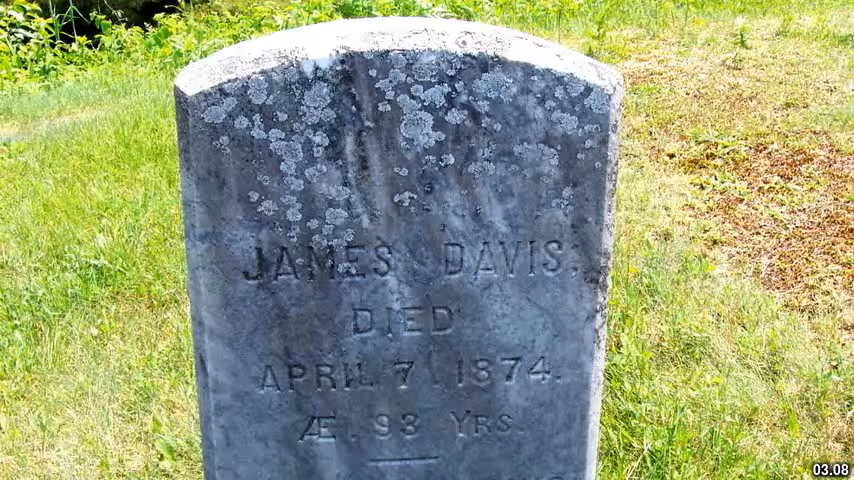 JAMES DAVIS,
DIED
APRIL 7, 1874.
Æ. 93 YRS.
03.08